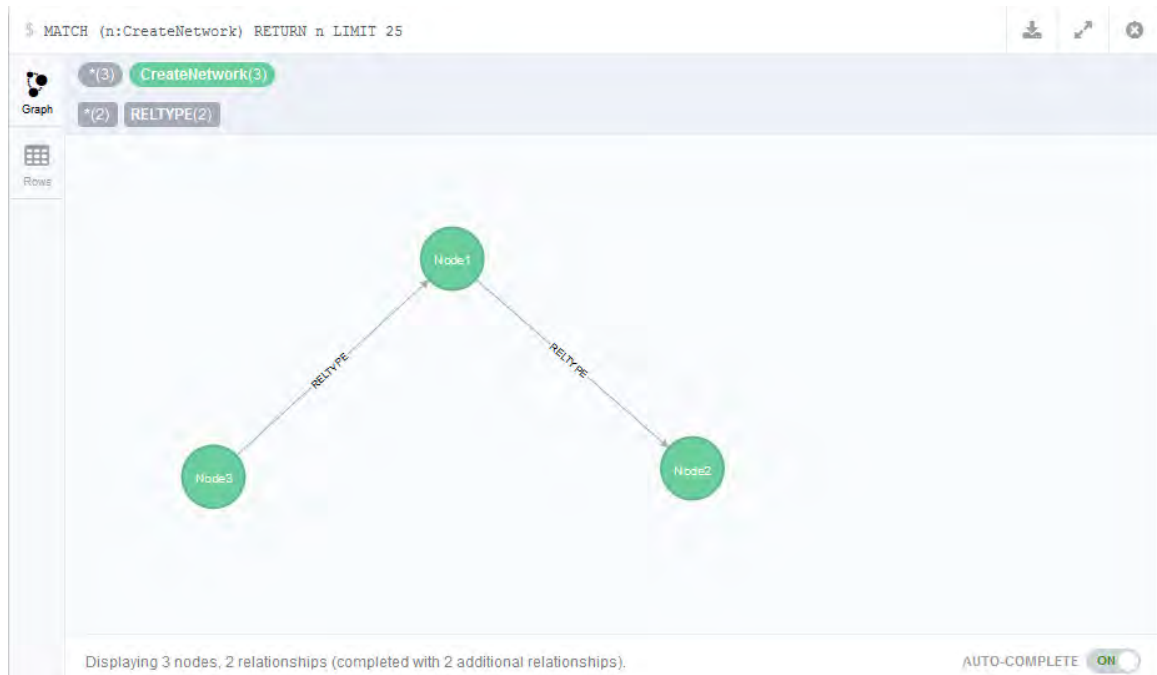 $ MATCH (n:CreateNetwork) RETURN n LIMIT 25
Graph
*(3) CreateNetwork(3)
*(2) RELTYPE(2)
Rows
Node1
RELTYPE
RELTYPE
Node3
Node2
Displaying 3 nodes, 2 relationships (completed with 2 additional relationships).
AUTO-COMPLETE ON